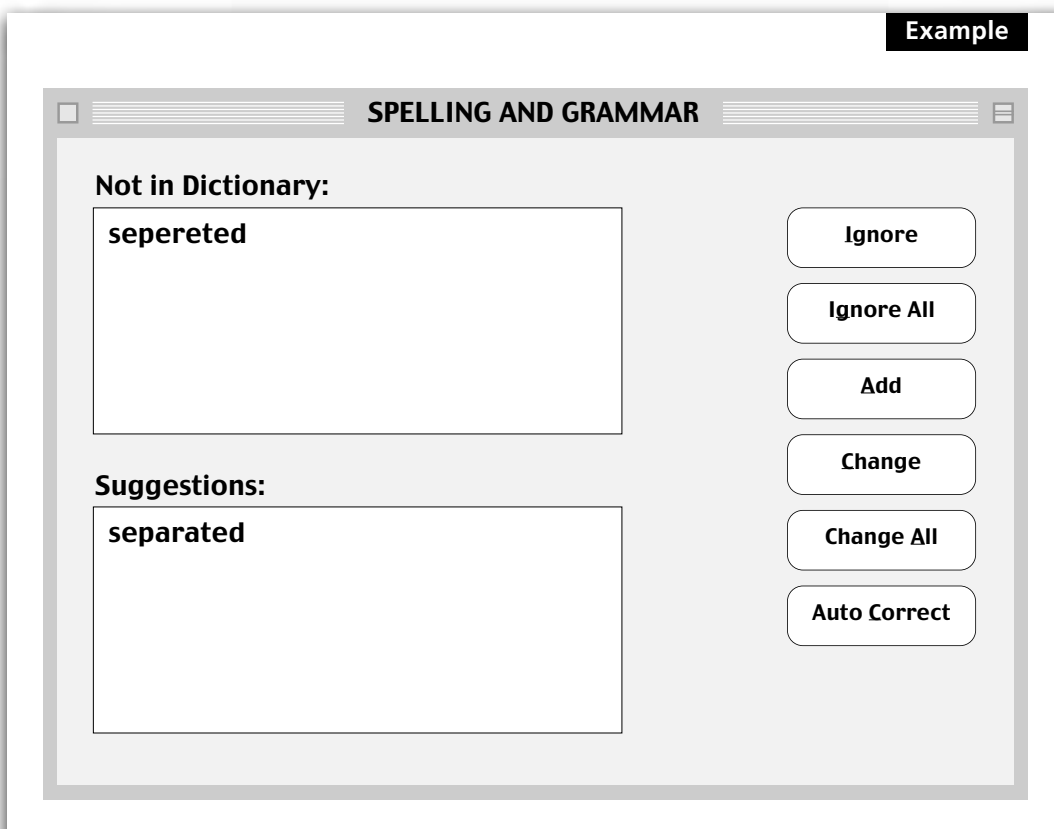 Example
SPELLING AND GRAMMAR
Not in Dictionary:
sepereted
Suggestions:
separated
Ignore
Ignore All
Add
Change
Change All
Auto Correct